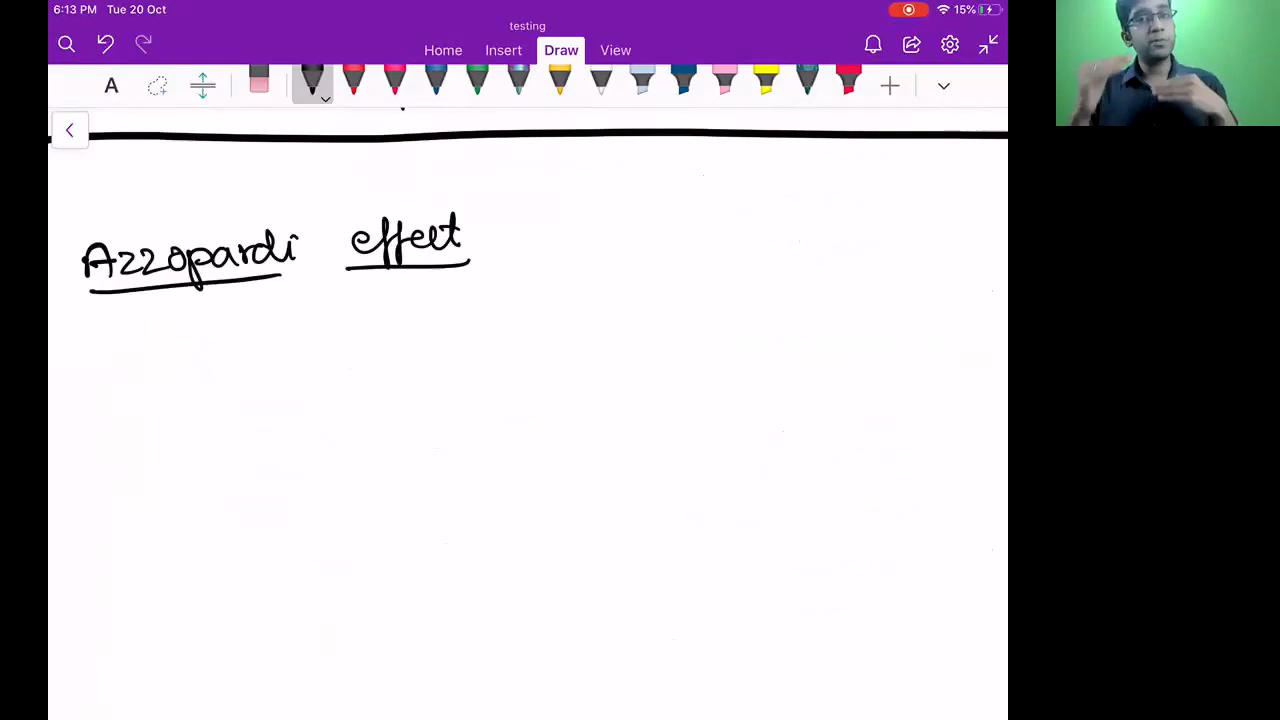 6:13 PM Tue 20 Oct
15%
testing
Home Insert Draw View
A
Azzopardi effect